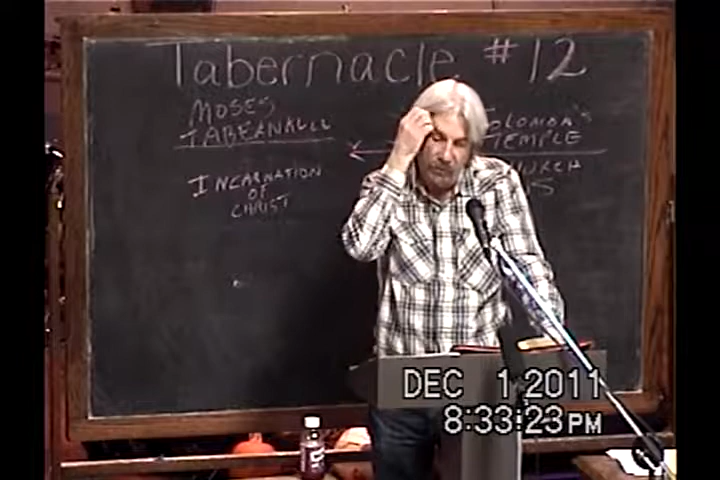 Tabernacle #12
MOSES
TABERNACLE
INCARNATION
OF
CHRIST
SOLOMON'S
TEMPLE
DEC 1 2011
8:33:23 PM